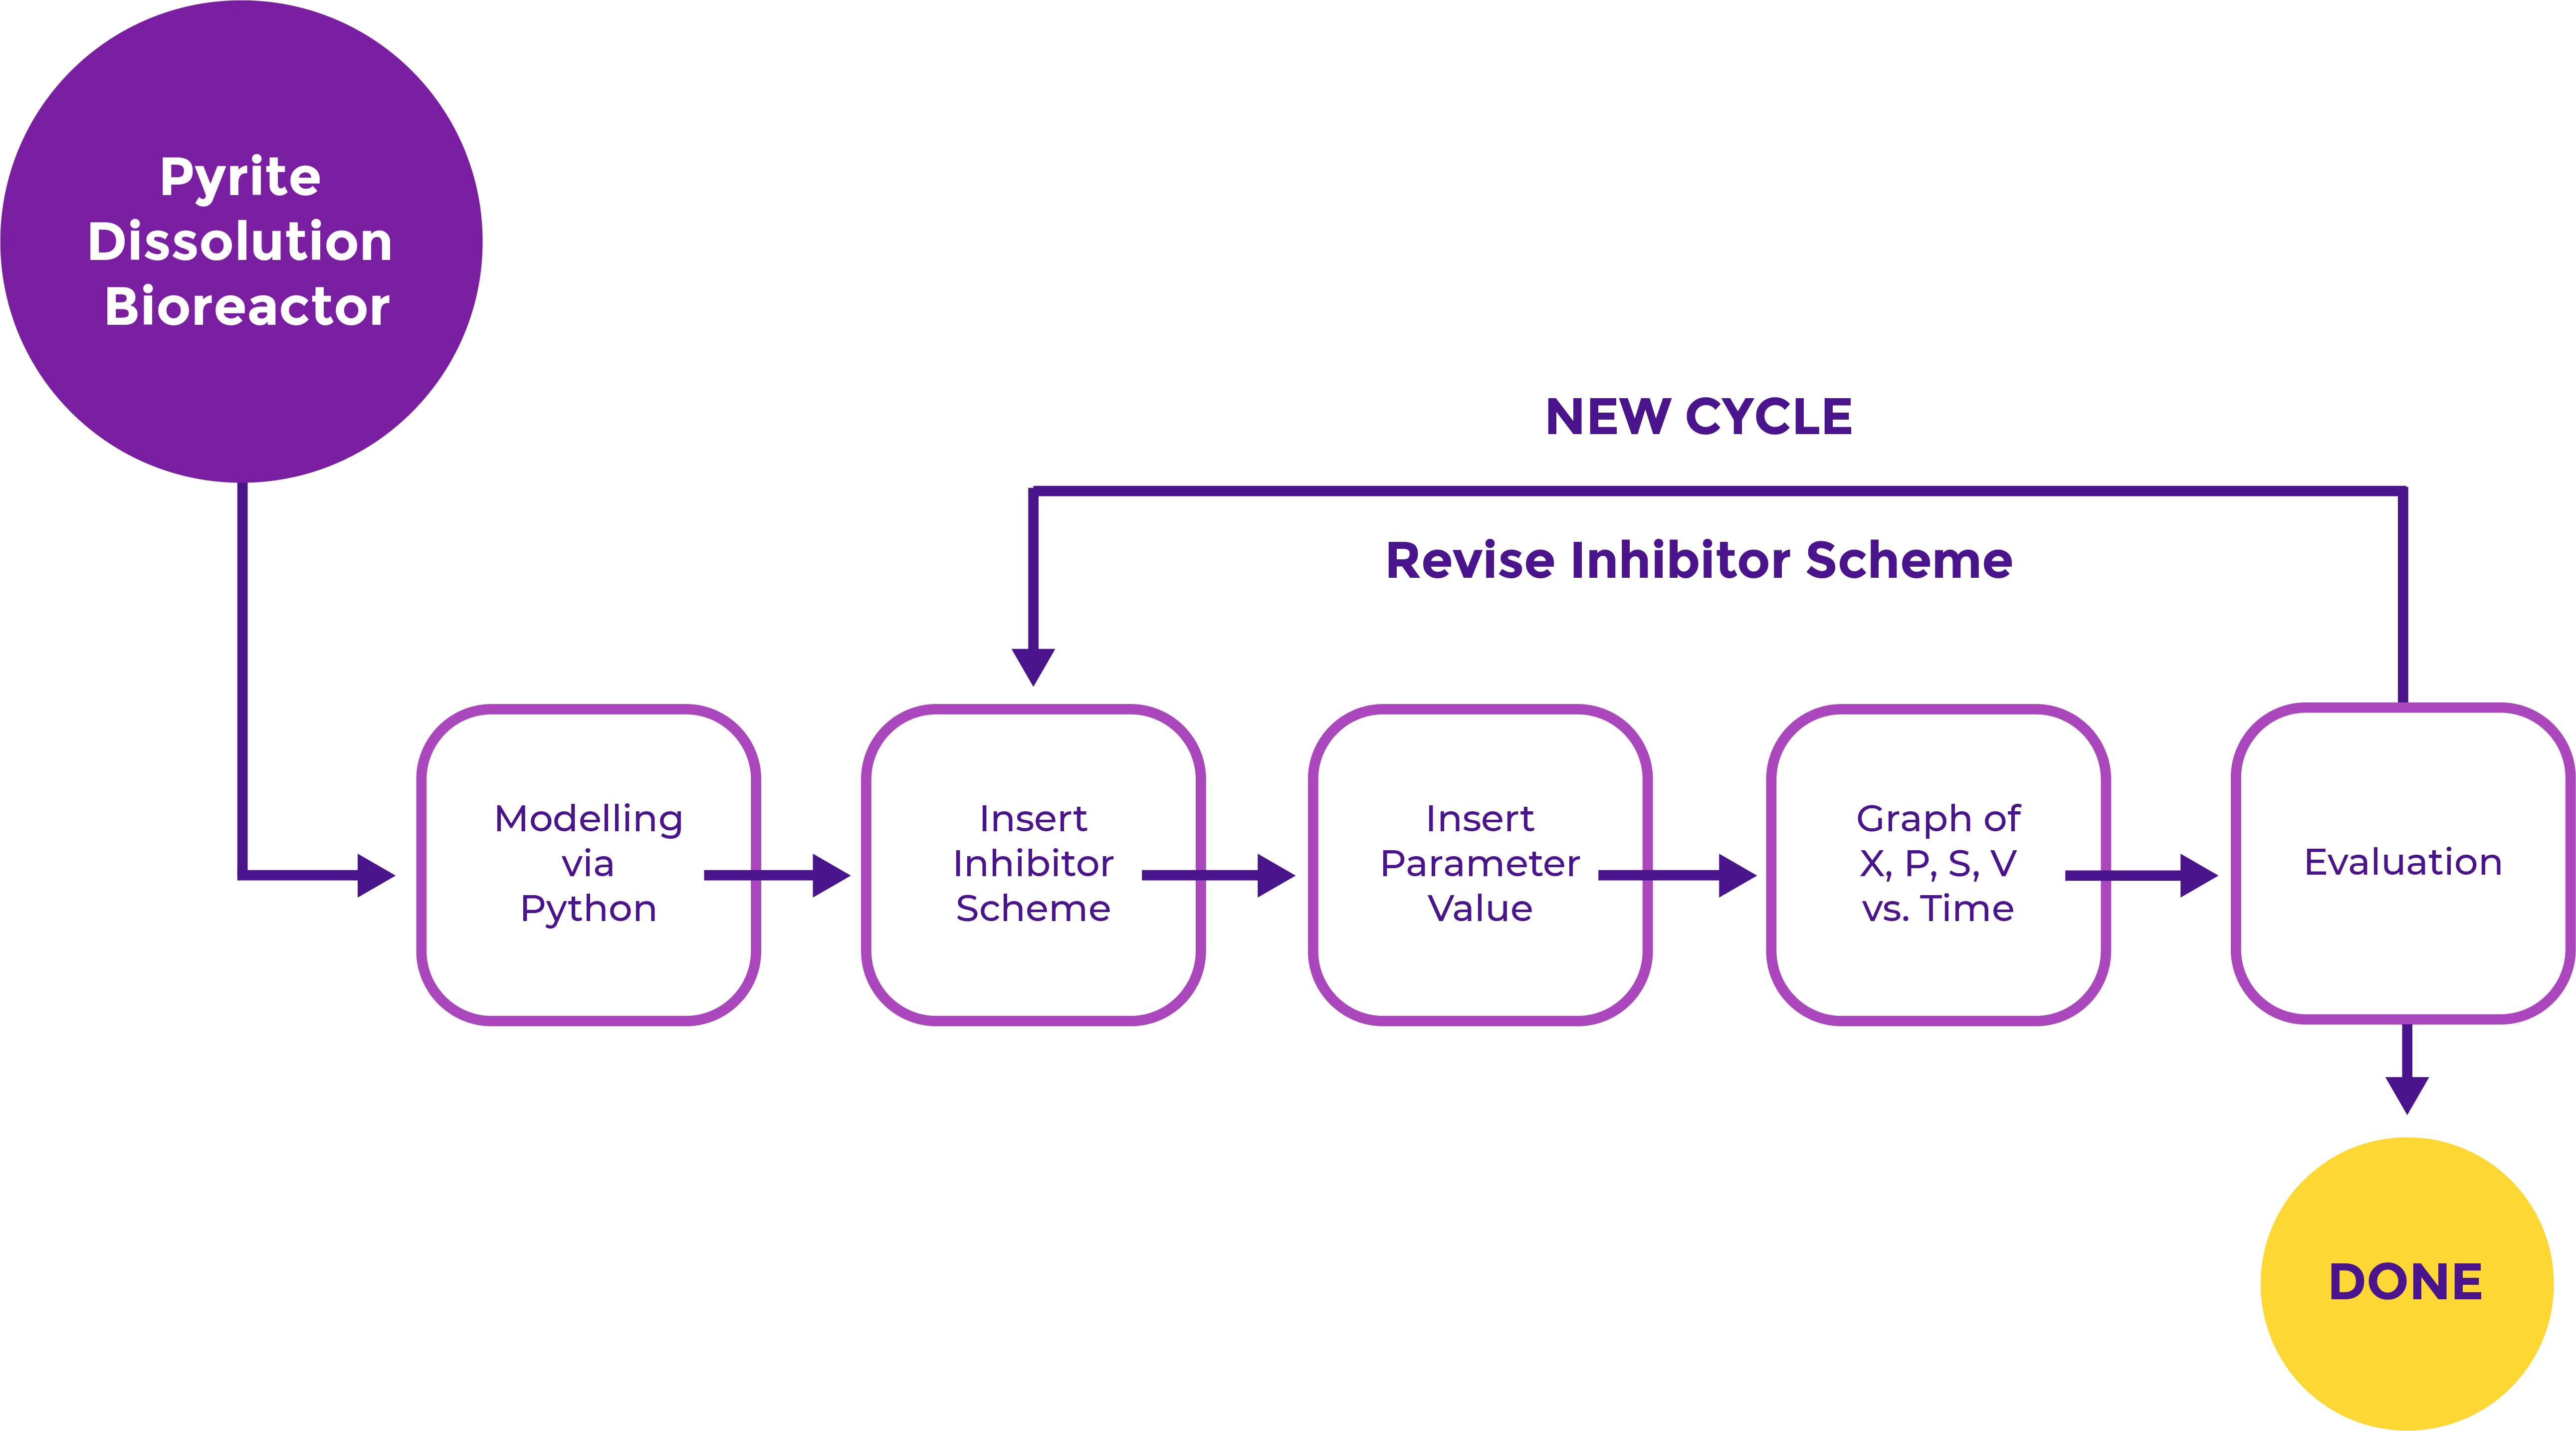 Pyrite
Dissolution
Bioreactor
NEW CYCLE
Revise Inhibitor Scheme
Modelling
via
Python
Insert
Inhibitor
Scheme
Insert
Parameter
Value
Graph of
X, P, S, V
vs. Time
Evaluation
DONE